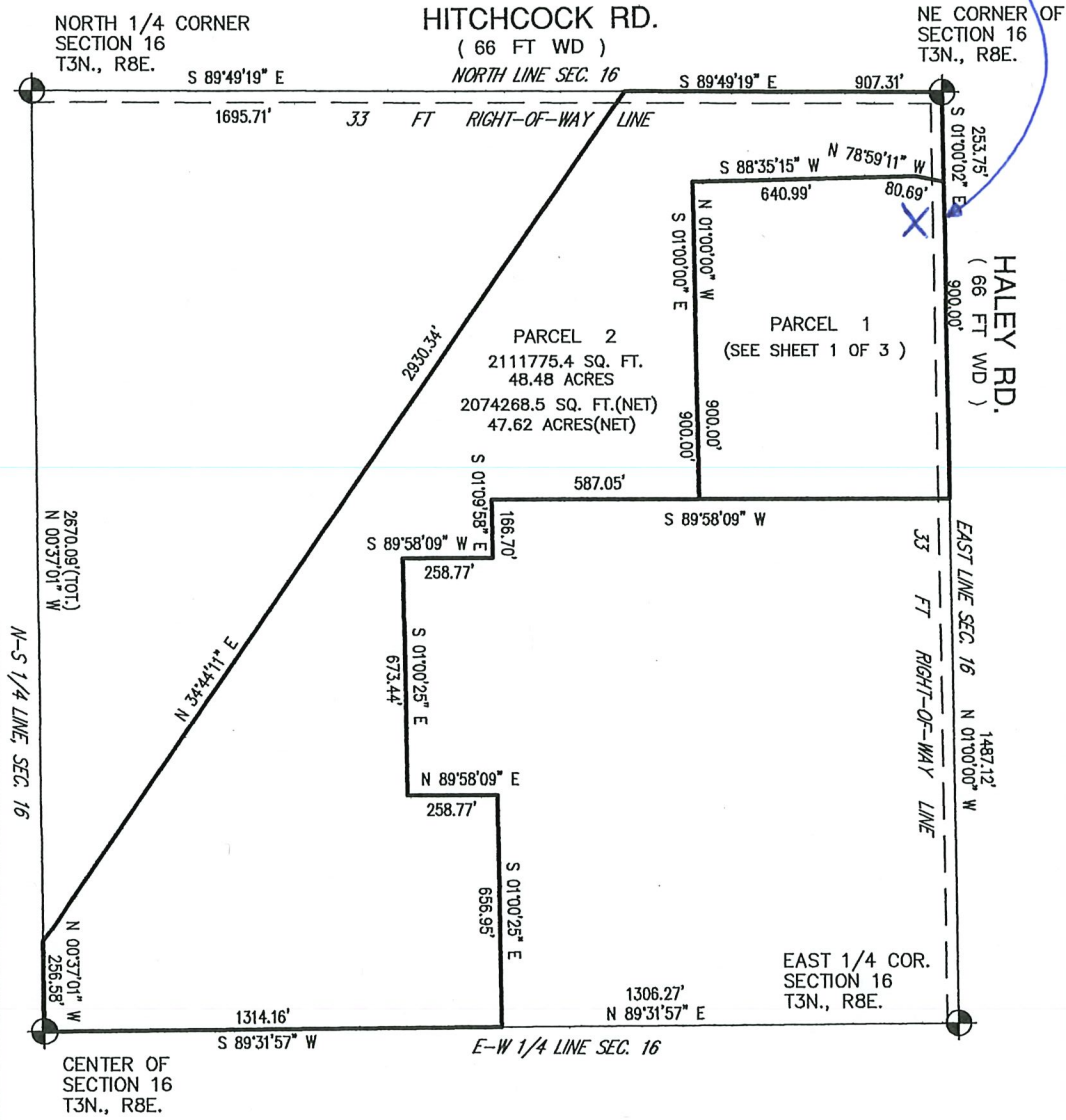 NORTH 1/4 CORNER
SECTION 16
T3N., R8E.
HITCHCOCK RD.
( 66 FT WD )
NE CORNER OF
SECTION 16
T3N., R8E.
S 89°49'19" E
NORTH LINE SEC. 16
S 89°49'19" E
907.31'
1695.71'
33 FT RIGHT-OF-WAY LINE
253.75'
S 01°00'02" E
S 88°35'15" W
N 78°59'11" W
640.99'
80.69'
X
N 01°00'00" W
S 01°00'00" E
HALEY RD.
( 66 FT WD )
900.00'
PARCEL 1
(SEE SHEET 1 OF 3 )
2930.34'
PARCEL 2
2111775.4 SQ. FT.
48.48 ACRES
2074268.5 SQ. FT.(NET)
47.62 ACRES(NET)
900.00'
900.00'
S 01°09'58" E
166.70'
587.05'
S 89°58'09" W
S 89°58'09" W
258.77'
2670.09'(TOT.)
N 00°37'01" W
EAST LINE SEC. 16
33 FT RIGHT-OF-WAY LINE
1487.12'
N 01°00'00" W
N-S 1/4 LINE, SEC. 16
N 34°44'11" E
S 01°00'25" E
673.44'
N 89°58'09" E
258.77'
S 01°00'25" E
656.95'
N 00°37'01" W
256.58'
EAST 1/4 COR.
SECTION 16
T3N., R8E.
1314.16'
S 89°31'57" W
1306.27'
N 89°31'57" E
E-W 1/4 LINE SEC. 16
CENTER OF
SECTION 16
T3N., R8E.